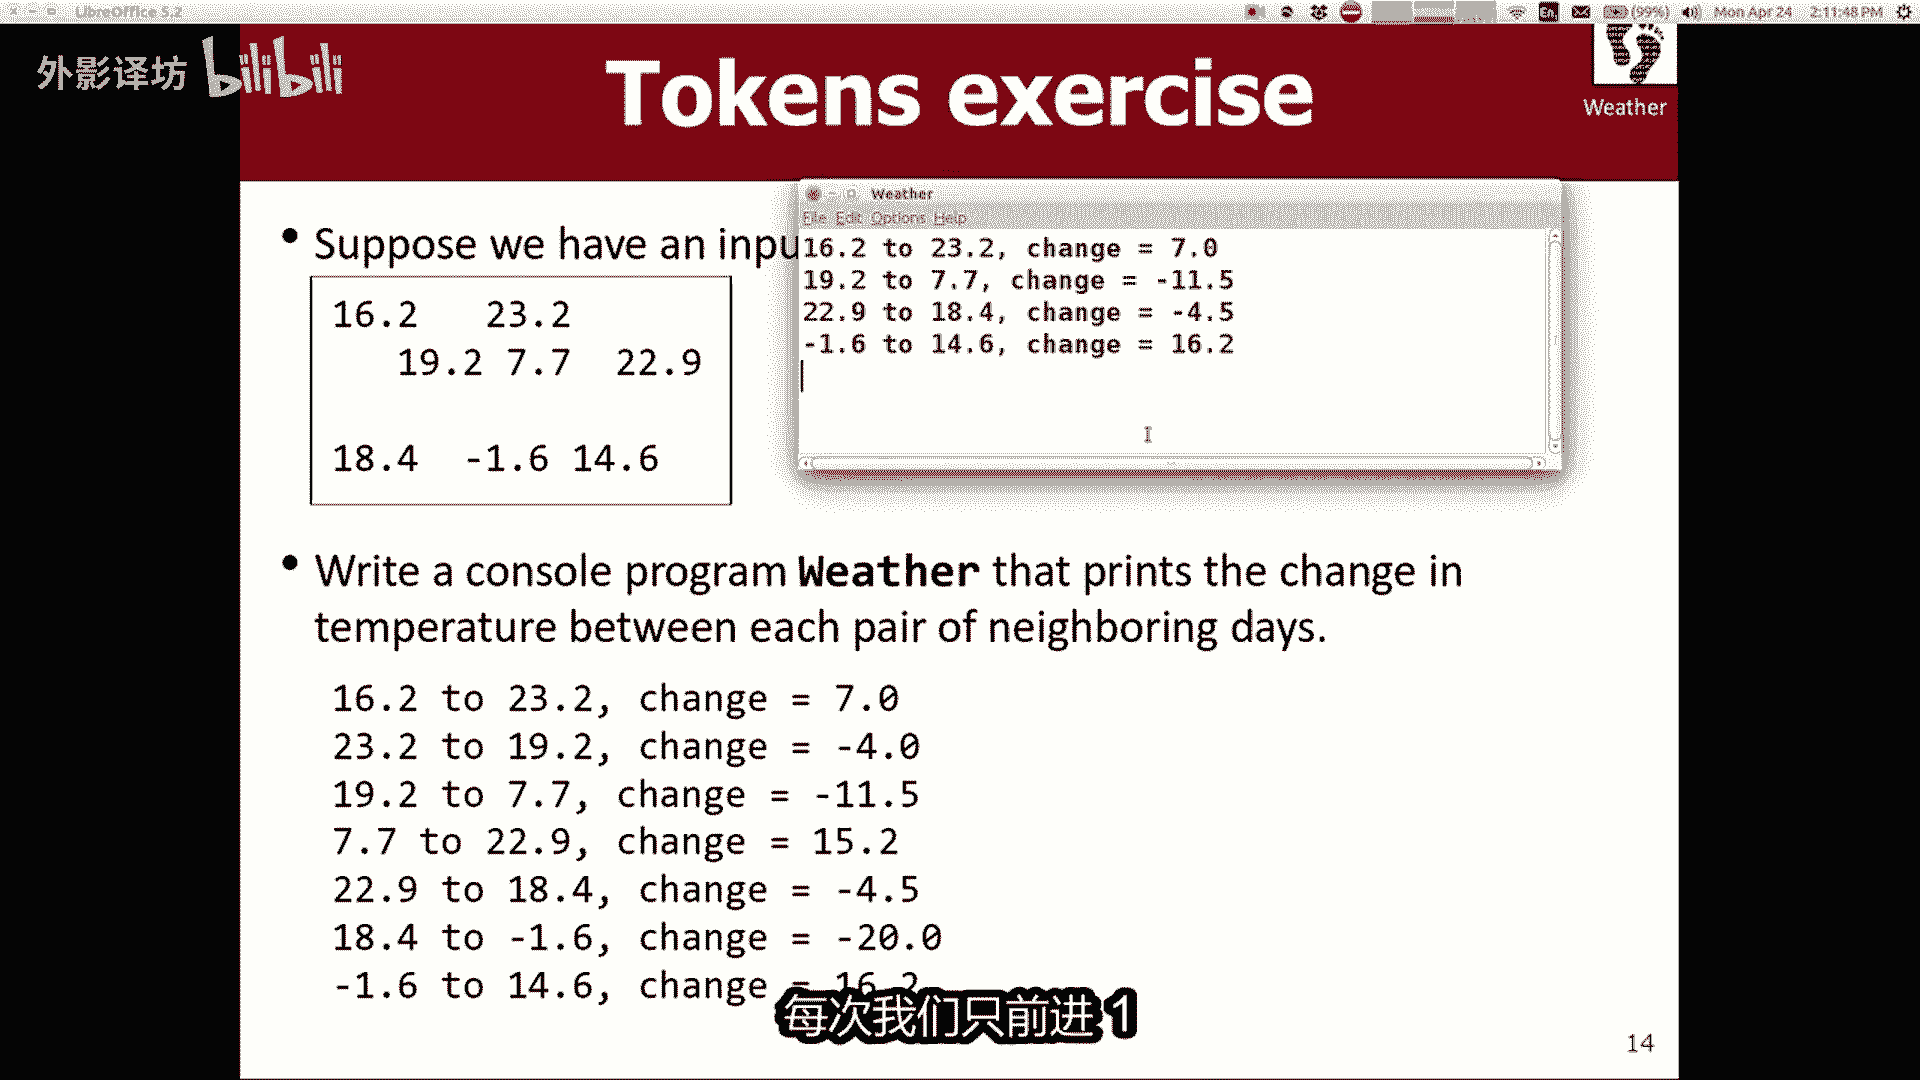 LibreOffice 5.2
(99%) Mon Apr 24 2:11:48 PM
外影译坊 bilibili
Tokens exercise
Weather
Suppose we have an inpu
16.2 23.2
19.2 7.7 22.9
18.4 -1.6 14.6
Weather
File Edit Options Help
16.2 to 23.2, change = 7.0
19.2 to 7.7, change = -11.5
22.9 to 18.4, change = -4.5
-1.6 to 14.6, change = 16.2
Write a console program Weather that prints the change in
temperature between each pair of neighboring days.
16.2 to 23.2, change = 7.0
23.2 to 19.2, change = -4.0
19.2 to 7.7, change = -11.5
7.7 to 22.9, change = 15.2
22.9 to 18.4, change = -4.5
18.4 to -1.6, change = -20.0
-1.6 to 14.6, change = 16.2
每次我们只前进 1
14